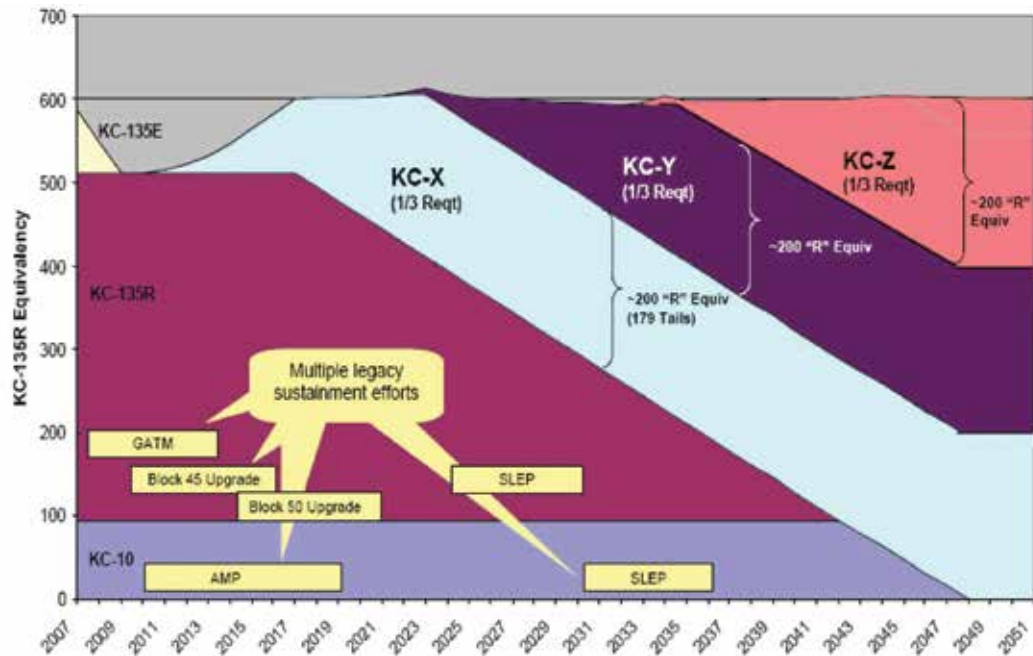 700
600
500
400
300
200
100
0
KC-135R Equivalency
KC-135E
KC-X
(1/3 Reqt)
KC-Y
(1/3 Reqt)
KC-Z
(1/3 Reqt)
~200 "R"
Equiv
~200 "R" Equiv
~200 "R" Equiv
(179 Tails)
KC-135R
Multiple legacy
sustainment efforts
GATM
Block 45 Upgrade
SLEP
Block 50 Upgrade
KC-10
AMP
SLEP
2007
2009
2011
2013
2015
2017
2019
2021
2023
2025
2027
2029
2031
2033
2035
2037
2039
2041
2043
2045
2047
2049
2051